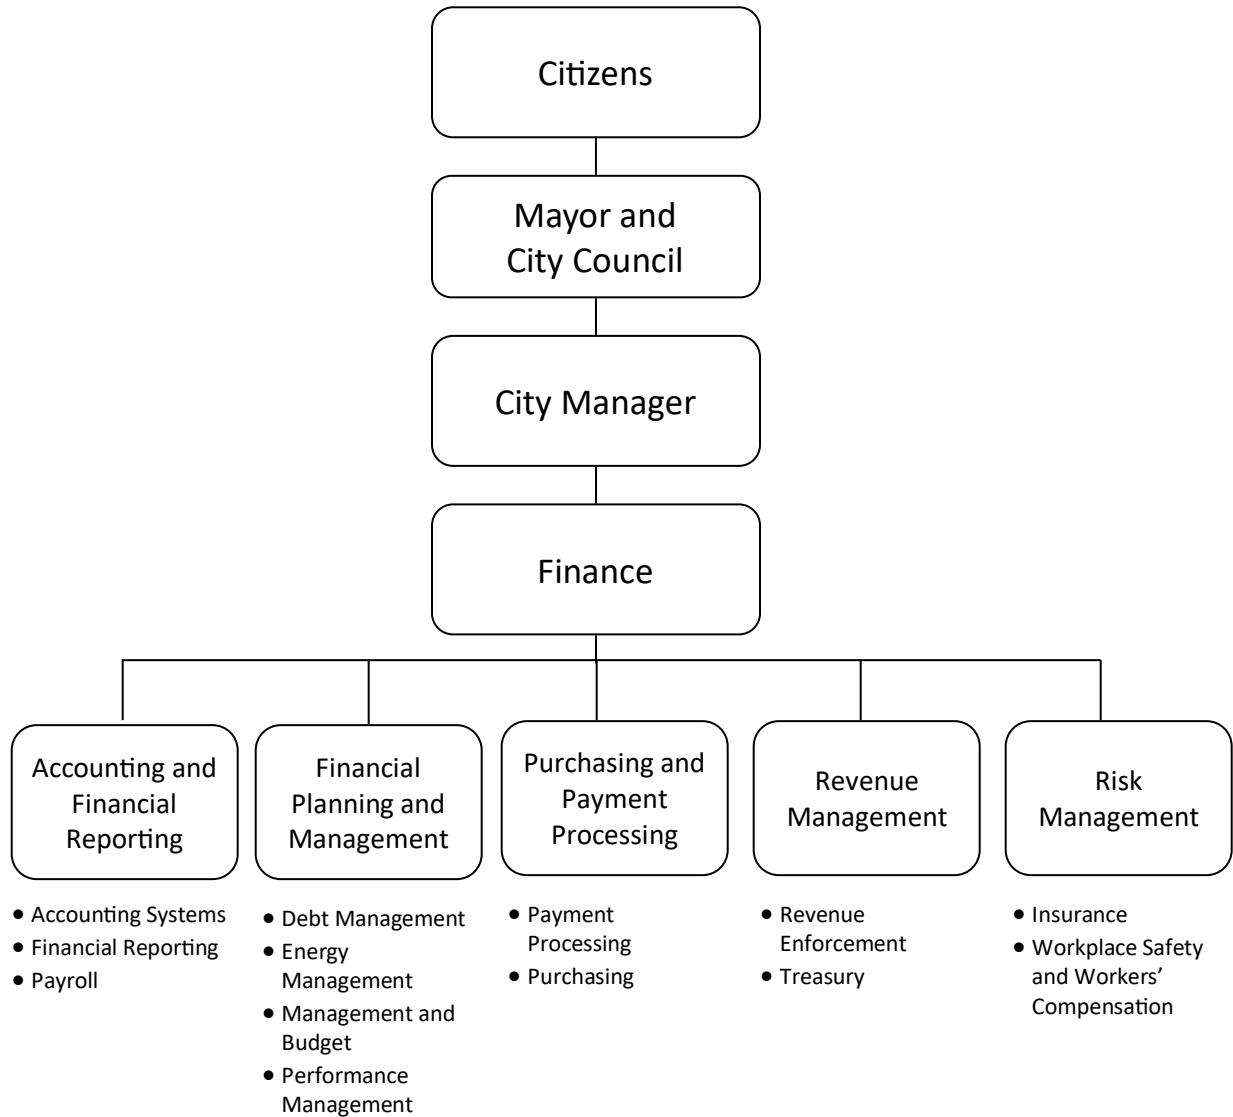 Citizens
Mayor and
City Council
City Manager
Finance
Accounting and
Financial
Reporting
Financial
Planning and
Management
Purchasing and
Payment
Processing
Revenue
Management
Risk
Management
• Accounting Systems
• Financial Reporting
• Payroll
• Debt Management
• Energy
Management
• Management and
Budget
• Performance
Management
• Payment
Processing
• Purchasing
• Revenue
Enforcement
• Treasury
• Insurance
• Workplace Safety
and Workers’
Compensation